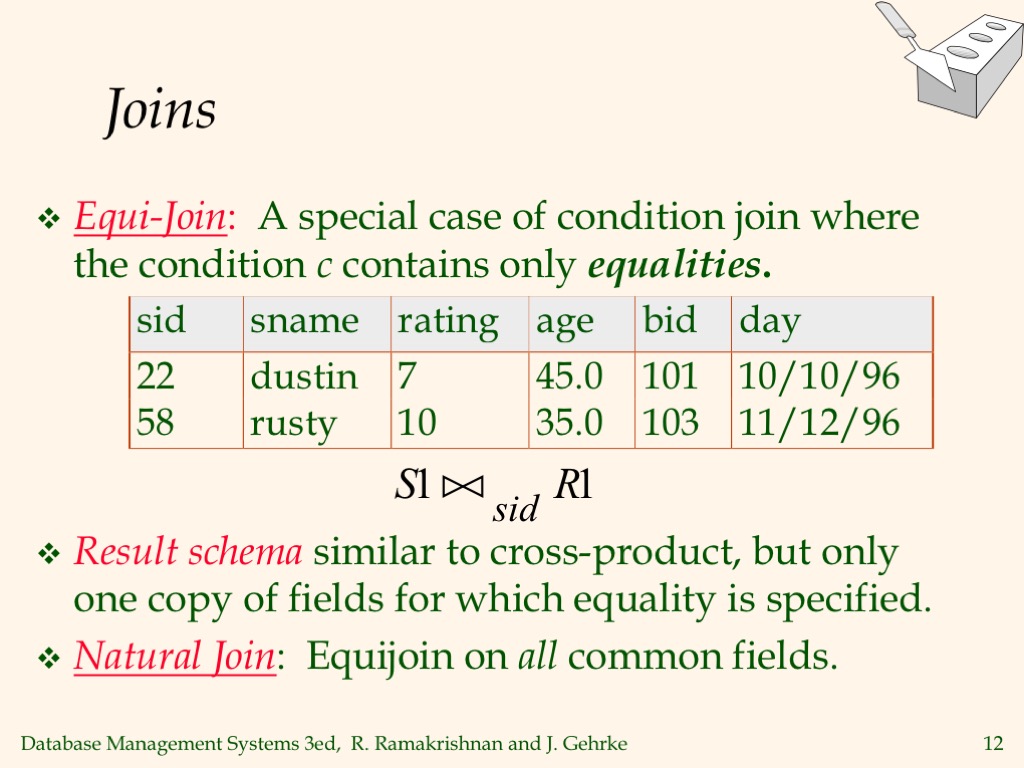 Joins
❖ Equi-Join: A special case of condition join where
the condition c contains only equalities.
sid sname rating age bid day
22 dustin 7 45.0 101 10/10/96
58 rusty 10 35.0 103 11/12/96
S1 ⋈ sid R1
❖ Result schema similar to cross-product, but only
one copy of fields for which equality is specified.
❖ Natural Join: Equijoin on all common fields.
Database Management Systems 3ed, R. Ramakrishnan and J. Gehrke 12